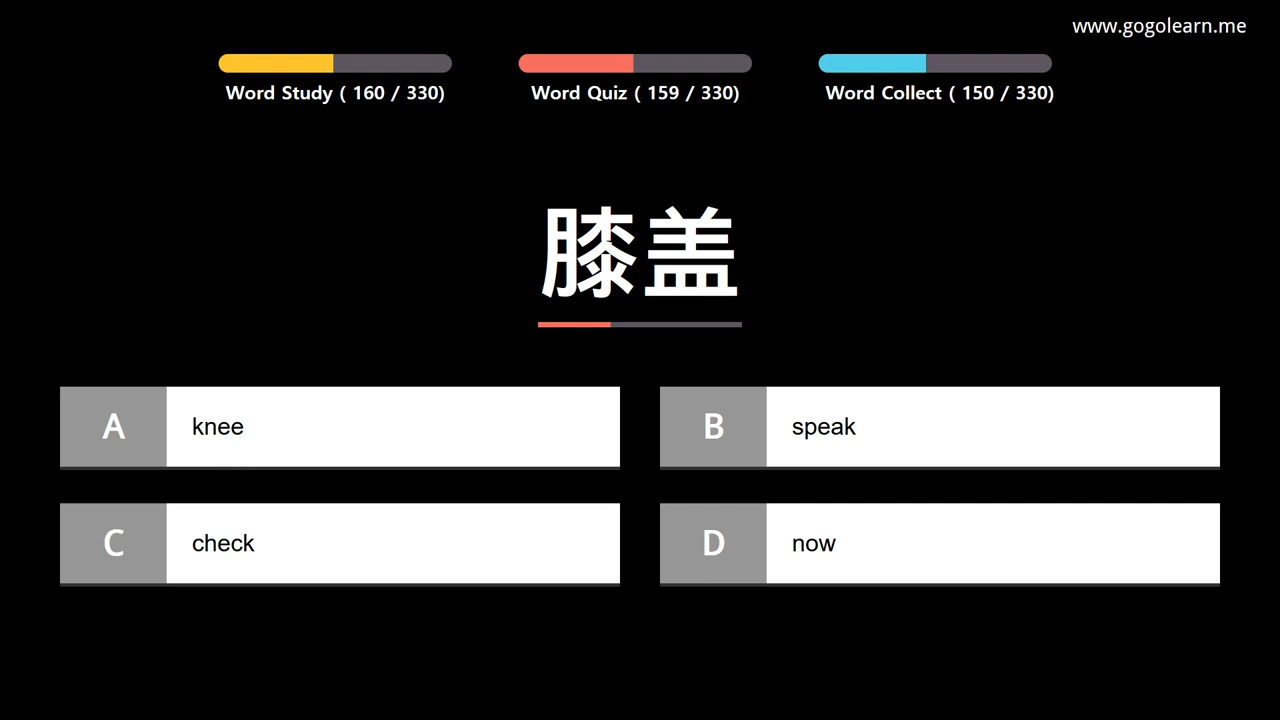 www.gogolearn.me
Word Study ( 160 / 330)
Word Quiz ( 159 / 330)
Word Collect ( 150 / 330)
膝盖
A knee
B speak
C check
D now